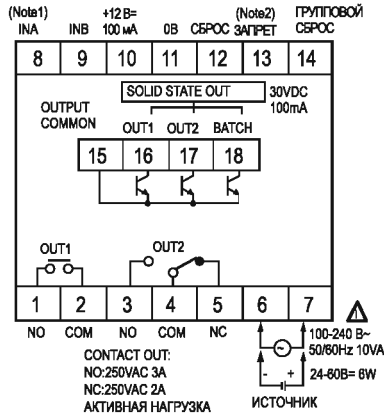 (Note1) +12 В= (Note2) ГРУППОВОЙ
INA INB 100 мА 0В СБРОС ЗАПРЕТ СБРОС
8 9 10 11 12 13 14
SOLID STATE OUT 30VDC
100mA
OUTPUT
COMMON OUT1 OUT2 BATCH
15 16 17 18
OUT1 OUT2
1 2 3 4 5 6 7
NO COM NO COM NC
100-240 В~
50/60Hz 10VA
- + 24-60В= 6W
CONTACT OUT:
NO:250VAC 3A
NC:250VAC 2A
АКТИВНАЯ НАГРУЗКА ИСТОЧНИК